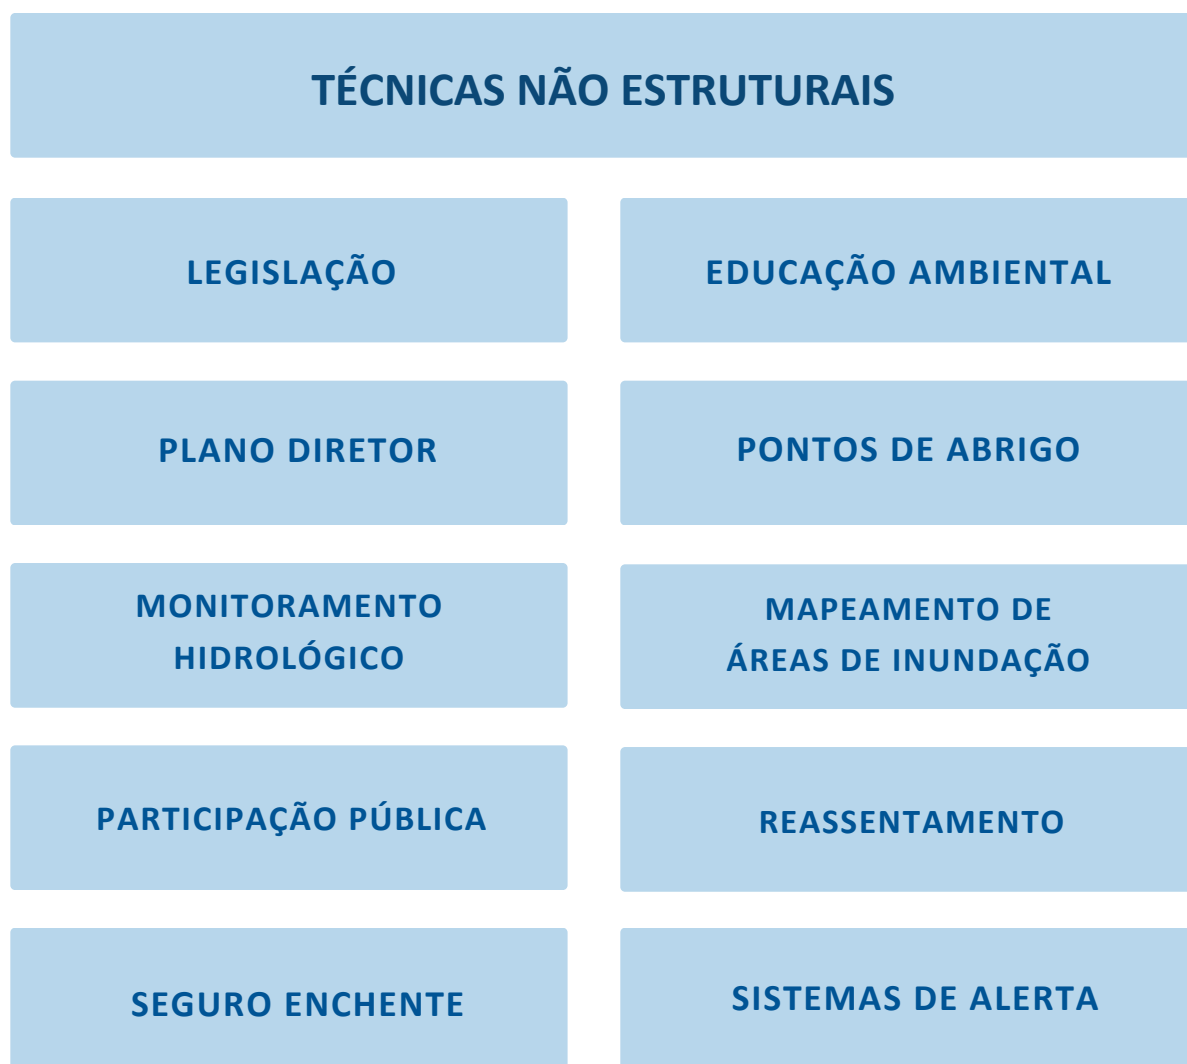 TÉCNICAS NÃO ESTRUTURAIS
LEGISLAÇÃO
EDUCAÇÃO AMBIENTAL
PLANO DIRETOR
PONTOS DE ABRIGO
MONITORAMENTO
HIDROLÓGICO
MAPEAMENTO DE
ÁREAS DE INUNDAÇÃO
PARTICIPAÇÃO PÚBLICA
REASSENTAMENTO
SEGURO ENCHENTE
SISTEMAS DE ALERTA